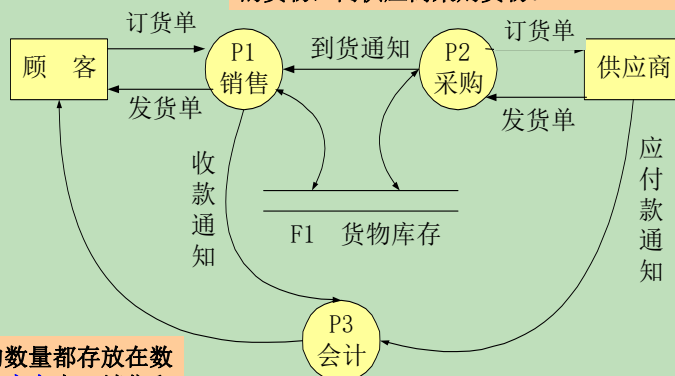 订货单
订货单
顾 客
P1
销售
到货通知
P2
采购
供应商
发货单
发货单
收款通知
应付款通知
F1 货物库存
P3
会计
的数量都存放在数